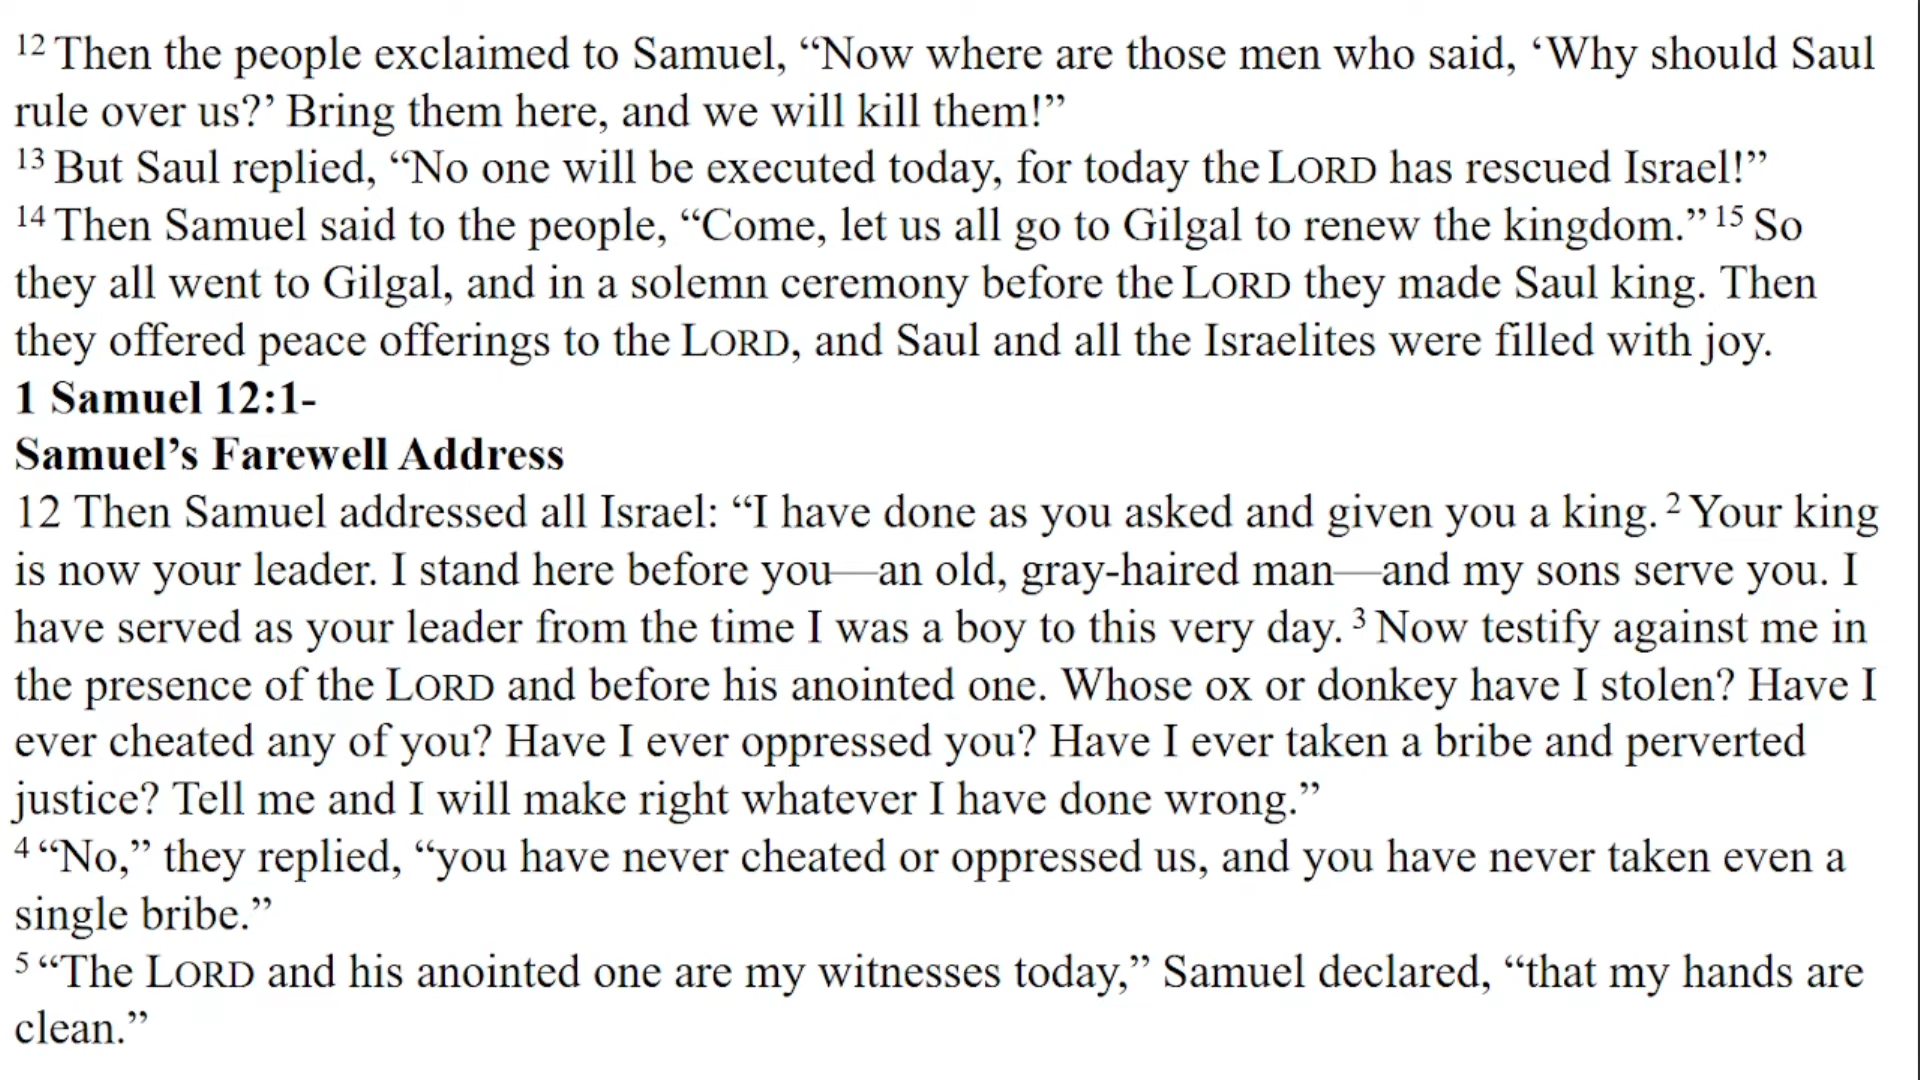 12 Then the people exclaimed to Samuel, “Now where are those men who said, ‘Why should Saul
rule over us?’ Bring them here, and we will kill them!”
13 But Saul replied, “No one will be executed today, for today the LORD has rescued Israel!”
14 Then Samuel said to the people, “Come, let us all go to Gilgal to renew the kingdom.” 15 So
they all went to Gilgal, and in a solemn ceremony before the LORD they made Saul king. Then
they offered peace offerings to the LORD, and Saul and all the Israelites were filled with joy.
1 Samuel 12:1-
Samuel’s Farewell Address
12 Then Samuel addressed all Israel: “I have done as you asked and given you a king. 2 Your king
is now your leader. I stand here before you—an old, gray-haired man—and my sons serve you. I
have served as your leader from the time I was a boy to this very day. 3 Now testify against me in
the presence of the LORD and before his anointed one. Whose ox or donkey have I stolen? Have I
ever cheated any of you? Have I ever oppressed you? Have I ever taken a bribe and perverted
justice? Tell me and I will make right whatever I have done wrong.”
4 “No,” they replied, “you have never cheated or oppressed us, and you have never taken even a
single bribe.”
5 “The LORD and his anointed one are my witnesses today,” Samuel declared, “that my hands are
clean.”